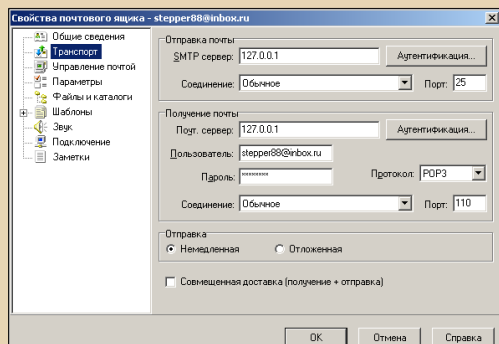 Свойства почтового ящика - stepper88@inbox.ru
Общие сведения
Транспорт
Управление почтой
Параметры
Файлы и каталоги
Шаблоны
Звук
Подключение
Заметки
Отправка почты
SMTP сервер: 127.0.0.1 Аутентификация...
Соединение: Обычное Порт: 25
Получение почты
Почт. сервер: 127.0.0.1 Аутентификация...
Пользователь: stepper88@inbox.ru
Пароль: ******** Протокол: POP3
Соединение: Обычное Порт: 110
Отправка
Немедленная Отложенная
Совмещенная доставка (получение + отправка)
OK Отмена Справка